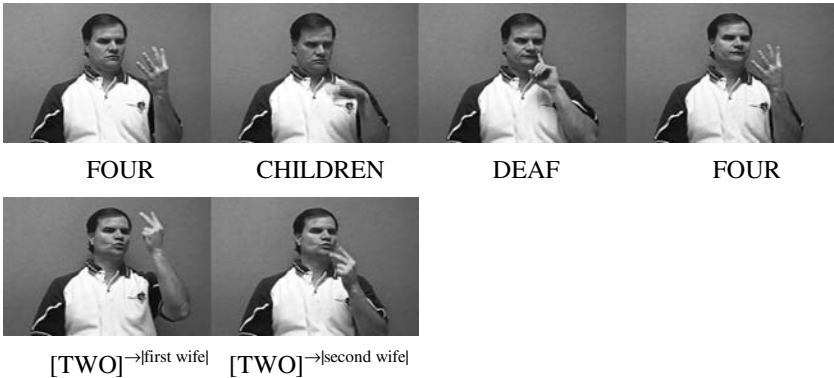 FOUR CHILDREN DEAF FOUR
[TWO]→|first wife| [TWO]→|second wife|